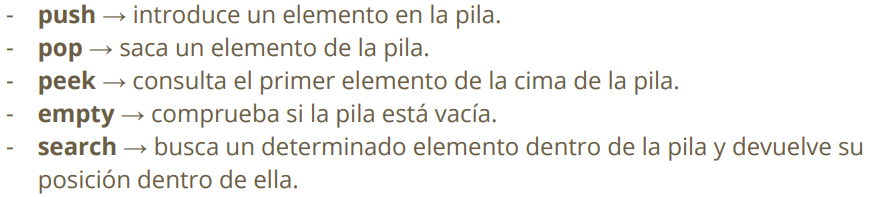 - push → introduce un elemento en la pila.
- pop → saca un elemento de la pila.
- peek → consulta el primer elemento de la cima de la pila.
- empty → comprueba si la pila está vacía.
- search → busca un determinado elemento dentro de la pila y devuelve su
posición dentro de ella.